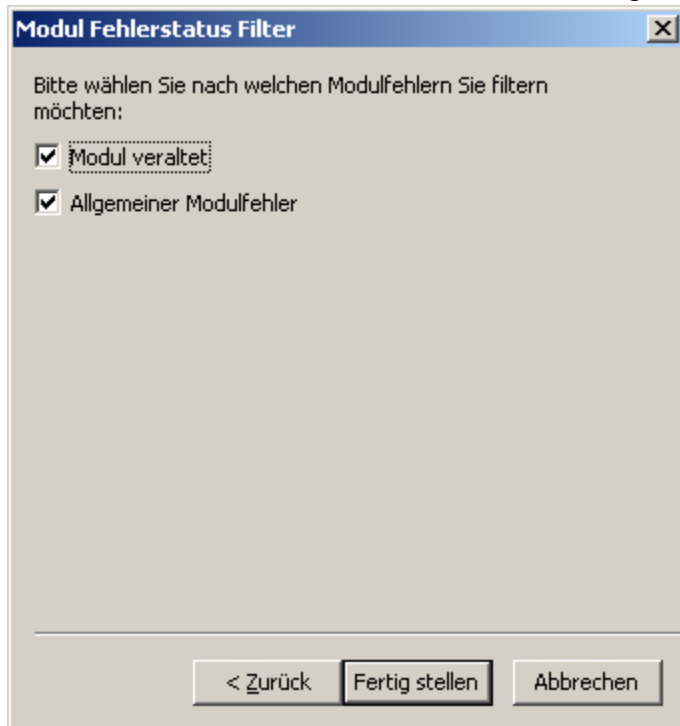 Modul Fehlerstatus Filter
Bitte wählen Sie nach welchen Modulfehlern Sie filtern
möchten:
Modul veraltet
Allgemeiner Modulfehler
< Zurück Fertig stellen Abbrechen